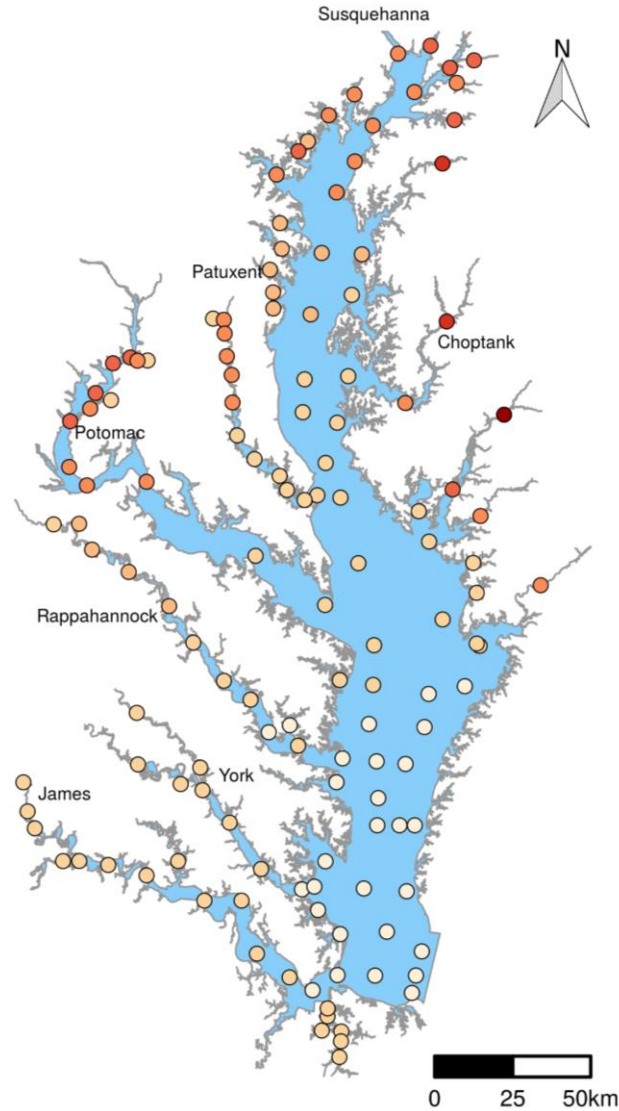 Susquehanna
N
Patuxent
Choptank
Potomac
Rappahannock
York
James
0 25 50km